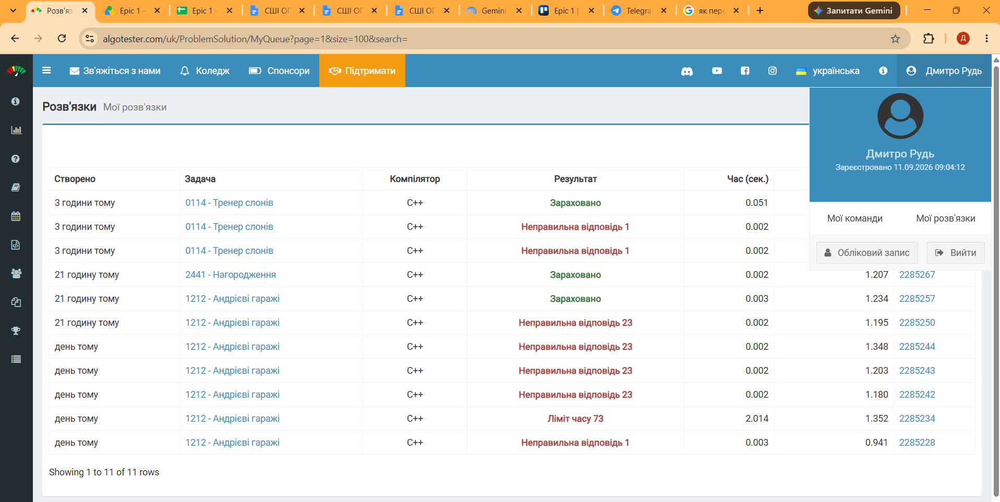 Розв'яз
Epic 1 -
Epic 1 -
СШІ ОГ
СШІ ОГ
СШІ ОГ
Gemini
Epic 1 |
Telegra
як пере
Запитати Gemini
algotester.com/uk/ProblemSolution/MyQueue?page=1&size=100&search=
Д
Зв'яжіться з нами
Коледж
Спонсори
Підтримати
українська
Дмитро Рудь
Розв'язки Мої розв'язки
Дмитро Рудь
Зареєстровано 11.09.2026 09:04:12
Мої команди Мої розв'язки
Обліковий запис Вийти
Створено Задача Компілятор Результат Час (сек.)
3 години тому 0114 - Тренер слонів C++ Зараховано 0.051
3 години тому 0114 - Тренер слонів C++ Неправильна відповідь 1 0.002
3 години тому 0114 - Тренер слонів C++ Неправильна відповідь 1 0.002
21 годину тому 2441 - Нагородження C++ Зараховано 0.002 1.207 2285267
21 годину тому 1212 - Андрієві гаражі C++ Зараховано 0.003 1.234 2285257
21 годину тому 1212 - Андрієві гаражі C++ Неправильна відповідь 23 0.002 1.195 2285250
день тому 1212 - Андрієві гаражі C++ Неправильна відповідь 23 0.002 1.348 2285244
день тому 1212 - Андрієві гаражі C++ Неправильна відповідь 23 0.002 1.203 2285243
день тому 1212 - Андрієві гаражі C++ Неправильна відповідь 23 0.002 1.180 2285242
день тому 1212 - Андрієві гаражі C++ Ліміт часу 73 2.014 1.352 2285234
день тому 1212 - Андрієві гаражі C++ Неправильна відповідь 1 0.003 0.941 2285228
Showing 1 to 11 of 11 rows